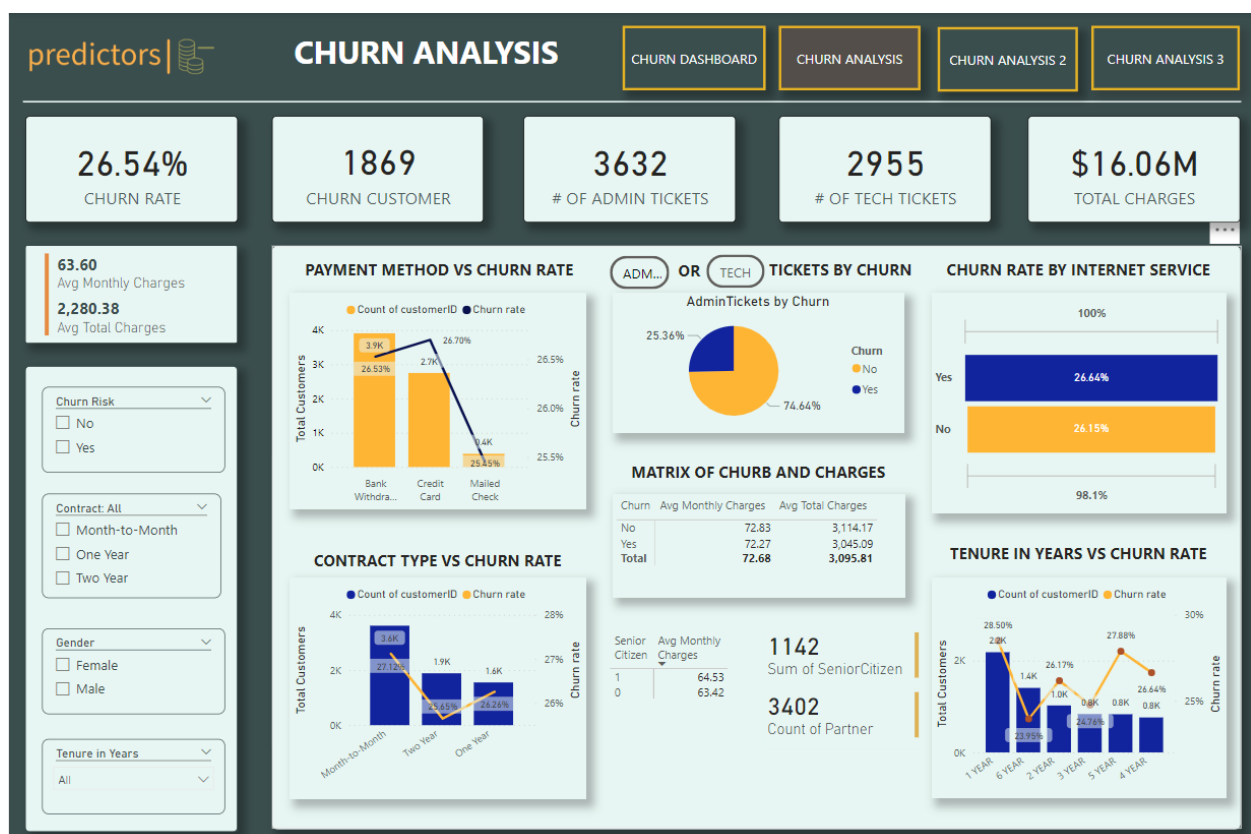 predictors
CHURN ANALYSIS
CHURN DASHBOARD
CHURN ANALYSIS
CHURN ANALYSIS 2
CHURN ANALYSIS 3
26.54%
CHURN RATE
1869
CHURN CUSTOMER
3632
# OF ADMIN TICKETS
2955
# OF TECH TICKETS
$16.06M
TOTAL CHARGES
63.60
Avg Monthly Charges
2,280.38
Avg Total Charges
Churn Risk
No
Yes
Contract: All
Month-to-Month
One Year
Two Year
Gender
Female
Male
Tenure in Years
All
PAYMENT METHOD VS CHURN RATE
Count of customerID Churn rate
Total Customers
4K
3K
2K
1K
0K
3.9K
26.53%
2.7K
26.70%
0.4K
25.45%
26.5%
26.0%
25.5%
Churn rate
Bank Withdra...
Credit Card
Mailed Check
ADM... OR TECH TICKETS BY CHURN
AdminTickets by Churn
25.36%
74.64%
Churn
No
Yes
CHURN RATE BY INTERNET SERVICE
100%
Yes 26.64%
No 26.15%
98.1%
MATRIX OF CHURB AND CHARGES
Churn Avg Monthly Charges Avg Total Charges
No 72.83 3,114.17
Yes 72.27 3,045.09
Total 72.68 3,095.81
CONTRACT TYPE VS CHURN RATE
Count of customerID Churn rate
Total Customers
4K
2K
0K
3.6K
27.12%
1.9K
25.65%
1.6K
26.26%
28%
27%
26%
Churn rate
Month-to-Month
Two Year
One Year
Senior Citizen Avg Monthly Charges
1 64.53
0 63.42
1142
Sum of SeniorCitizen
3402
Count of Partner
TENURE IN YEARS VS CHURN RATE
Count of customerID Churn rate
Total Customers
2K
0K
28.50%
2.2K
1.4K
23.95%
26.17%
1.0K
0.8K
24.76%
27.88%
0.8K
26.64%
0.8K
30%
25%
Churn rate
1 YEAR
6 YEAR
2 YEAR
3 YEAR
5 YEAR
4 YEAR